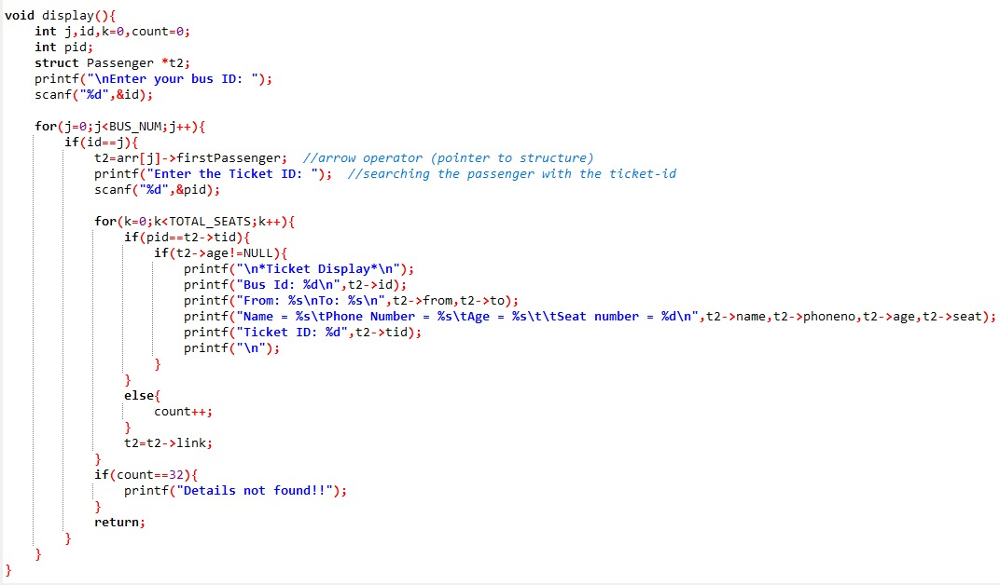 void display(){
    int j,id,k=0,count=0;
    int pid;
    struct Passenger *t2;
    printf("\nEnter your bus ID: ");
    scanf("%d",&id);

    for(j=0;j<BUS_NUM;j++){
        if(id==j){
            t2=arr[j]->firstPassenger;  //arrow operator (pointer to structure)
            printf("Enter the Ticket ID: ");  //searching the passenger with the ticket-id
            scanf("%d",&pid);

            for(k=0;k<TOTAL_SEATS;k++){
                if(pid==t2->tid){
                    if(t2->age!=NULL){
                        printf("\n*Ticket Display*\n");
                        printf("Bus Id: %d\n",t2->id);
                        printf("From: %s\nTo: %s\n",t2->from,t2->to);
                        printf("Name = %s\tPhone Number = %s\tAge = %s\t\tSeat number = %d\n",t2->name,t2->phoneno,t2->age,t2->seat);
                        printf("Ticket ID: %d",t2->tid);
                        printf("\n");
                    }
                }
                else{
                    count++;
                }
                t2=t2->link;
            }
            if(count==32){
                printf("Details not found!!");
            }
            return;
        }
    }
}